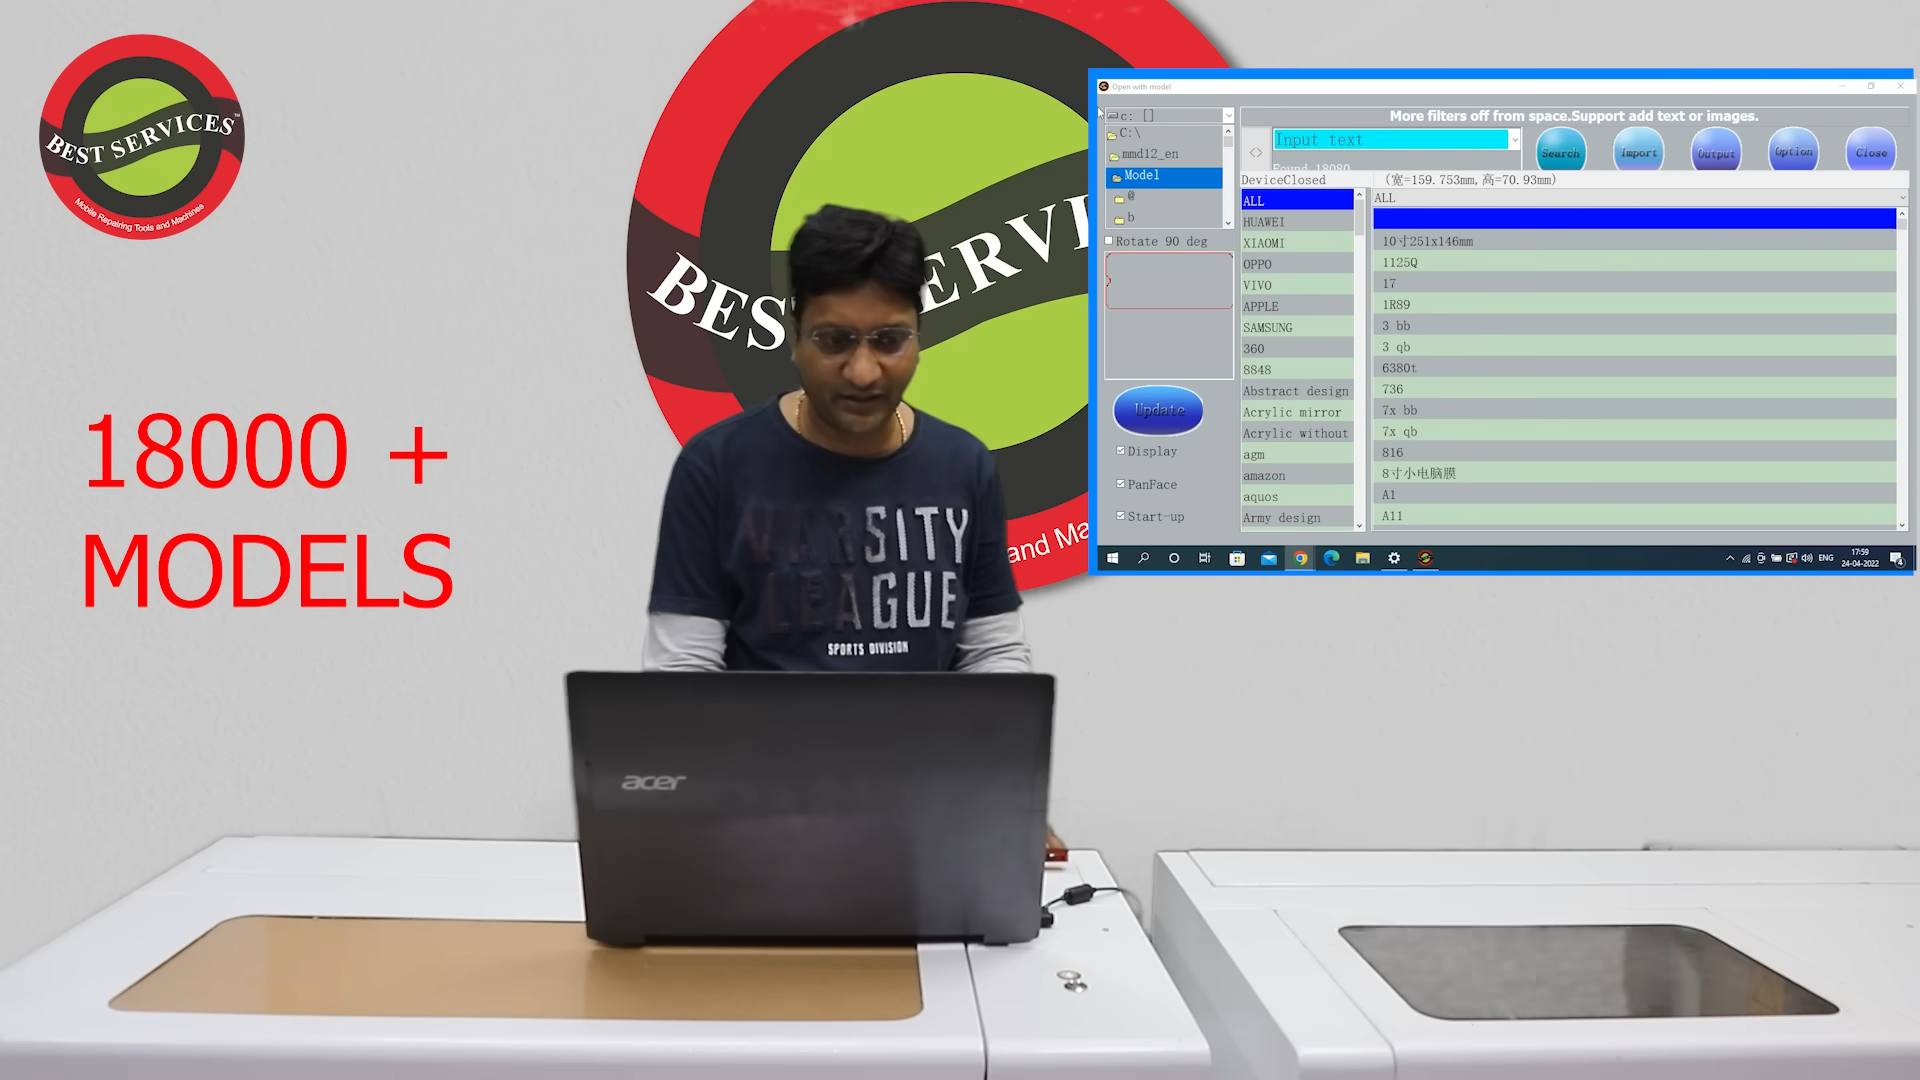 BEST SERVICES™
Mobile Repairing Tools and Machines
18000 +
MODELS
BES
ERVI
and Ma
VARSITY
LEAGUE
SPORTS DIVISION
acer
Open with model
c: []
C:\
mmd12_en
Model
@
b
Rotate 90 deg
Update
Display
PanFace
Start-up
More filters off from space.Support add text or images.
<>
Input text
Found 18080
Search
Import
Output
Option
Close
DeviceClosed
(宽=159.753mm,高=70.93mm)
ALL
HUAWEI
XIAOMI
OPPO
VIVO
APPLE
SAMSUNG
360
8848
Abstract design
Acrylic mirror
Acrylic without
agm
amazon
aquos
Army design
ALL
10寸251x146mm
1125Q
17
1R89
3 bb
3 qb
6380t
736
7x bb
7x qb
816
8寸小电脑膜
A1
A11
ENG
17:59
24-04-2022
4